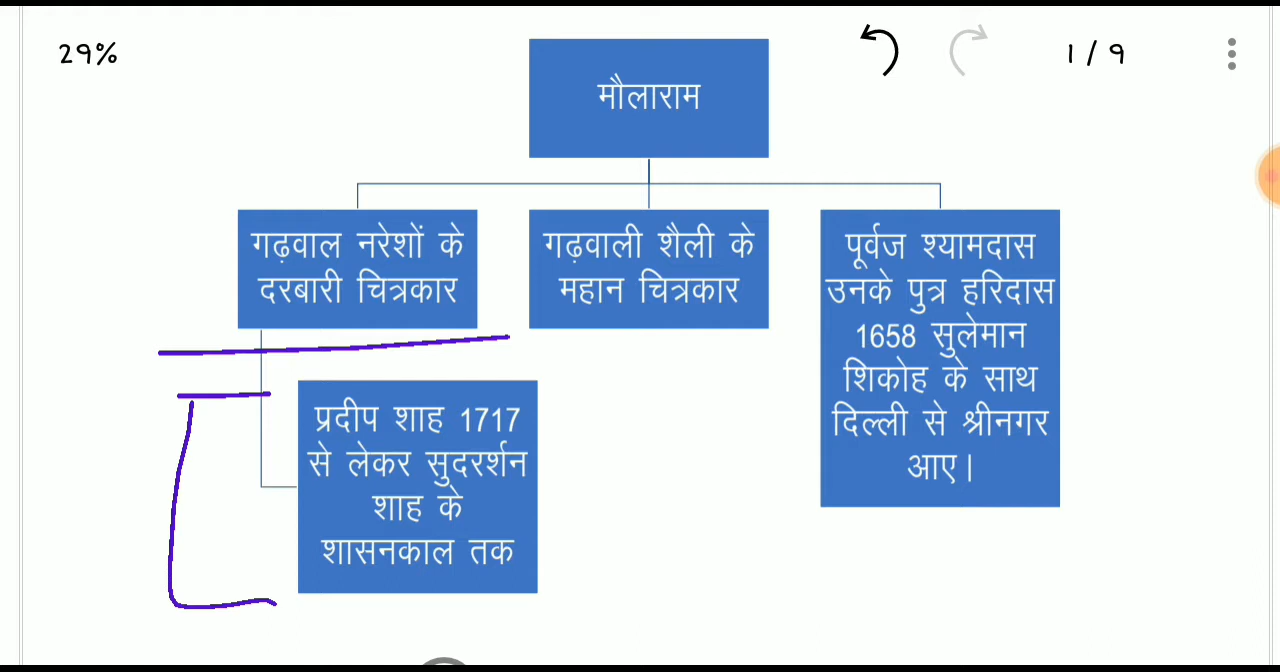 29%
1 / 9
मौलाराम
गढ़वाल नरेशों के
दरबारी चित्रकार
प्रदीप शाह 1717
से लेकर सुदरर्शन
शाह के
शासनकाल तक
गढ़वाली शैली के
महान चित्रकार
पूर्वज श्यामदास
उनके पुत्र हरिदास
1658 सुलेमान
शिकोह के साथ
दिल्ली से श्रीनगर
आए।